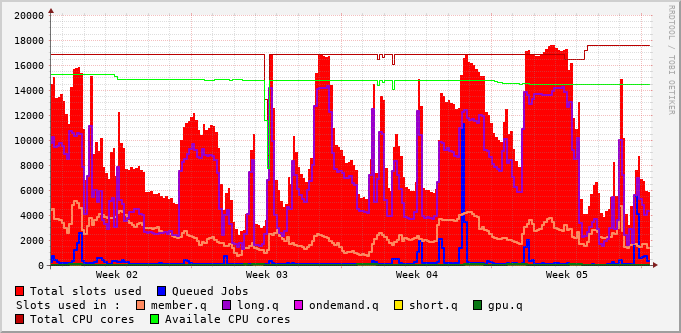 20000
18000
16000
14000
12000
10000
8000
6000
4000
2000
0
Week 02 Week 03 Week 04 Week 05
RRDTOOL / TOBI OETIKER
Total slots used Queued Jobs
Slots used in : member.q long.q ondemand.q short.q gpu.q
Total CPU cores Availale CPU cores